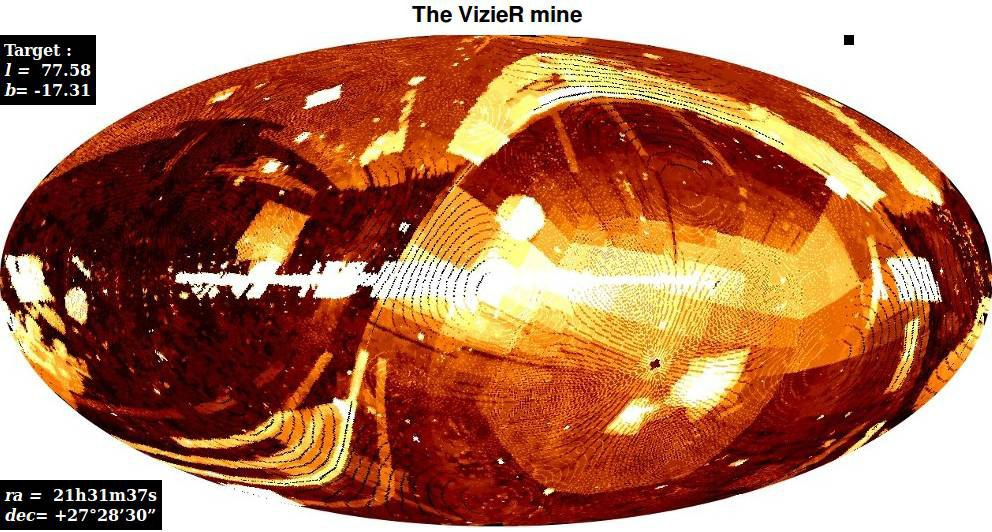 The VizieR mine
Target :
l = 77.58
b= -17.31
ra = 21h31m37s
dec= +27°28’30”